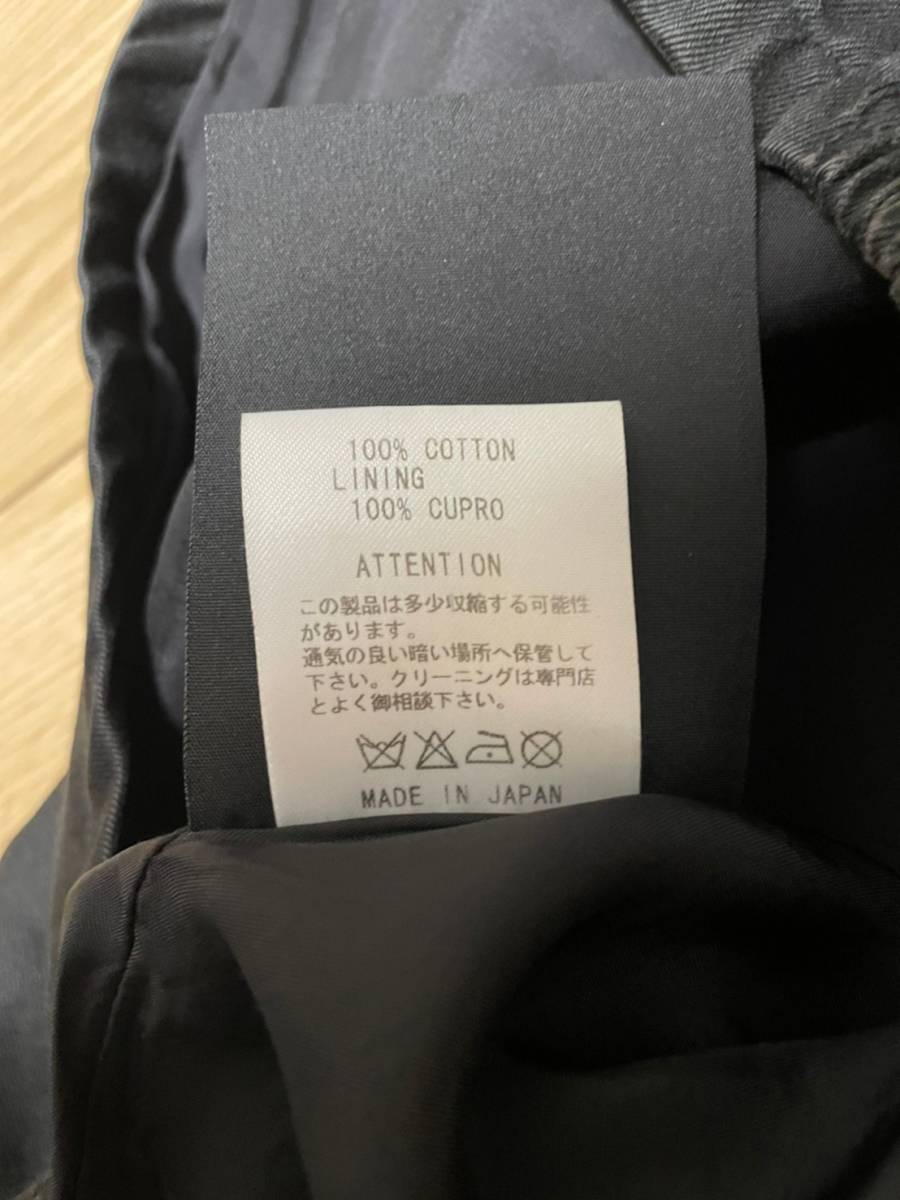 100% COTTON
LINING
100% CUPRO
ATTENTION
この製品は多少収縮する可能性
があります。
通気の良い暗い場所へ保管して
下さい。クリーニングは専門店
とよく御相談下さい。
MADE IN JAPAN